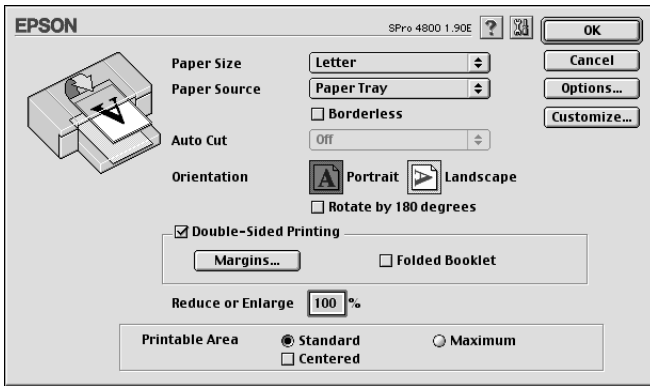 EPSON SPro 4800 1.90E ? OK
Paper Size Letter Cancel
Paper Source Paper Tray Options...
Borderless Customize...
Auto Cut Off
Orientation A Portrait A Landscape
Rotate by 180 degrees
Double-Sided Printing
Margins... Folded Booklet
Reduce or Enlarge 100 %
Printable Area Standard Maximum
Centered